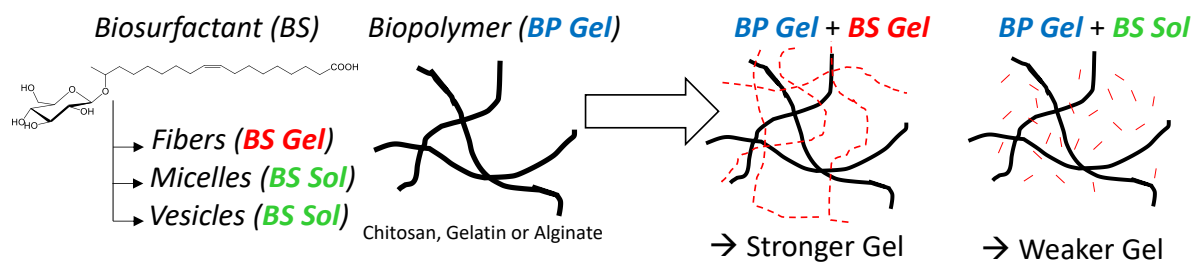 Biosurfactant (BS)
Biopolymer (BP Gel)
BP Gel + BS Gel
BP Gel + BS Sol
COOH
HO
O
O
HO
HO
OH
OH
Fibers (BS Gel)
Micelles (BS Sol)
Vesicles (BS Sol)
Chitosan, Gelatin or Alginate
→ Stronger Gel
→ Weaker Gel